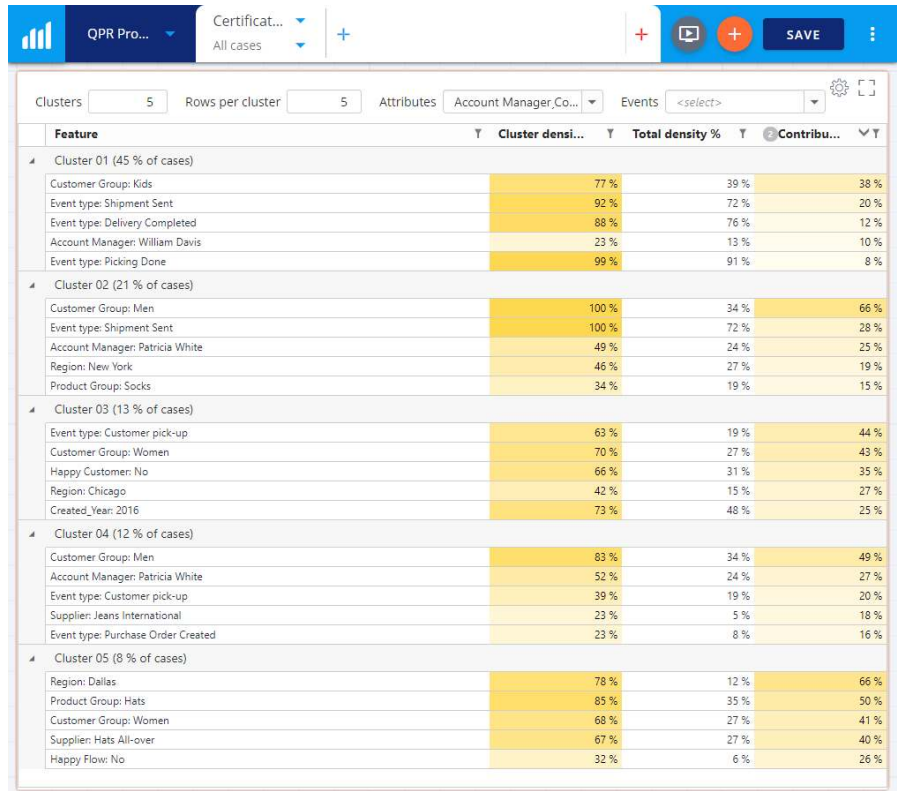 QPR Pro... Certificat...
All cases
SAVE
Clusters 5 Rows per cluster 5 Attributes Account Manager,Co... Events <select>
Feature Cluster densi... Total density % 2 Contribu...
Cluster 01 (45 % of cases)
Customer Group: Kids 77 % 39 % 38 %
Event type: Shipment Sent 92 % 72 % 20 %
Event type: Delivery Completed 88 % 76 % 12 %
Account Manager: William Davis 23 % 13 % 10 %
Event type: Picking Done 99 % 91 % 8 %
Cluster 02 (21 % of cases)
Customer Group: Men 100 % 34 % 66 %
Event type: Shipment Sent 100 % 72 % 28 %
Account Manager: Patricia White 49 % 24 % 25 %
Region: New York 46 % 27 % 19 %
Product Group: Socks 34 % 19 % 15 %
Cluster 03 (13 % of cases)
Event type: Customer pick-up 63 % 19 % 44 %
Customer Group: Women 70 % 27 % 43 %
Happy Customer: No 66 % 31 % 35 %
Region: Chicago 42 % 15 % 27 %
Created_Year: 2016 73 % 48 % 25 %
Cluster 04 (12 % of cases)
Customer Group: Men 83 % 34 % 49 %
Account Manager: Patricia White 52 % 24 % 27 %
Event type: Customer pick-up 39 % 19 % 20 %
Supplier: Jeans International 23 % 5 % 18 %
Event type: Purchase Order Created 23 % 8 % 16 %
Cluster 05 (8 % of cases)
Region: Dallas 78 % 12 % 66 %
Product Group: Hats 85 % 35 % 50 %
Customer Group: Women 68 % 27 % 41 %
Supplier: Hats All-over 67 % 27 % 40 %
Happy Flow: No 32 % 6 % 26 %